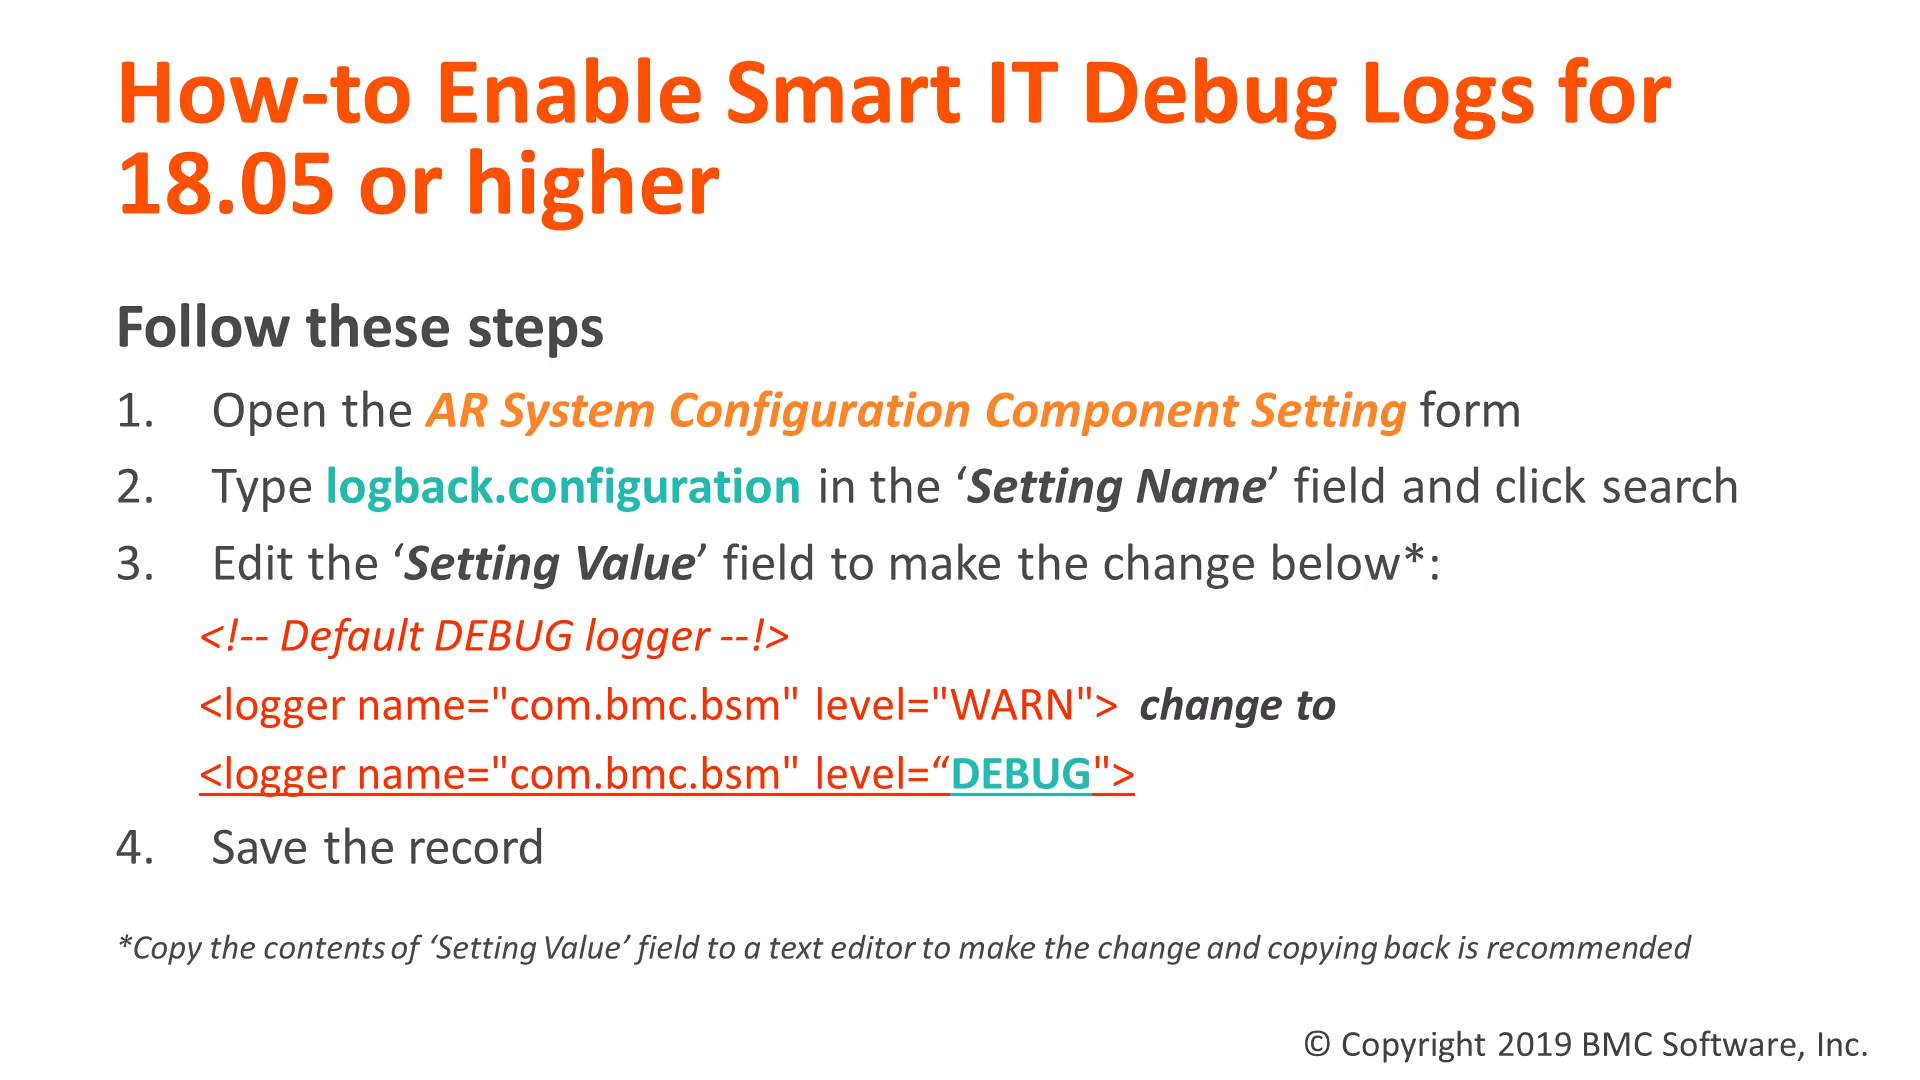 How-to Enable Smart IT Debug Logs for
18.05 or higher
Follow these steps
1. Open the AR System Configuration Component Setting form
2. Type logback.configuration in the ‘Setting Name’ field and click search
3. Edit the ‘Setting Value’ field to make the change below*:
<!-- Default DEBUG logger --!>
<logger name="com.bmc.bsm" level="WARN"> change to
<logger name="com.bmc.bsm" level=“DEBUG">
4. Save the record
*Copy the contents of ‘Setting Value’ field to a text editor to make the change and copying back is recommended
© Copyright 2019 BMC Software, Inc.